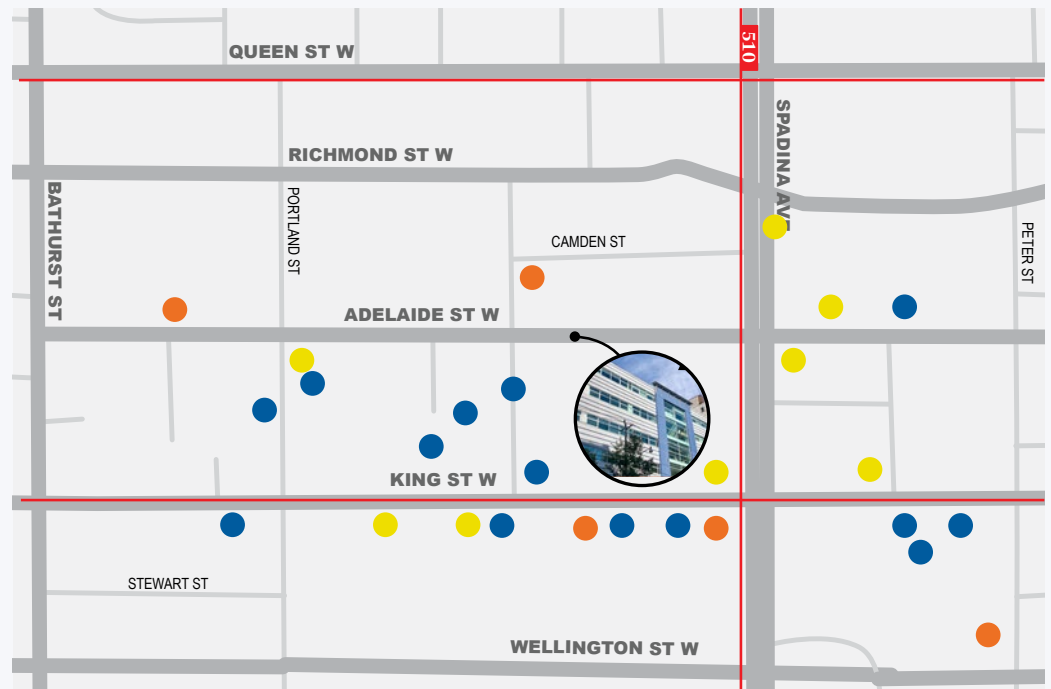 QUEEN ST W
510
SPADINA AVE
RICHMOND ST W
BATHURST ST
PORTLAND ST
CAMDEN ST
PETER ST
ADELAIDE ST W
KING ST W
STEWART ST
WELLINGTON ST W